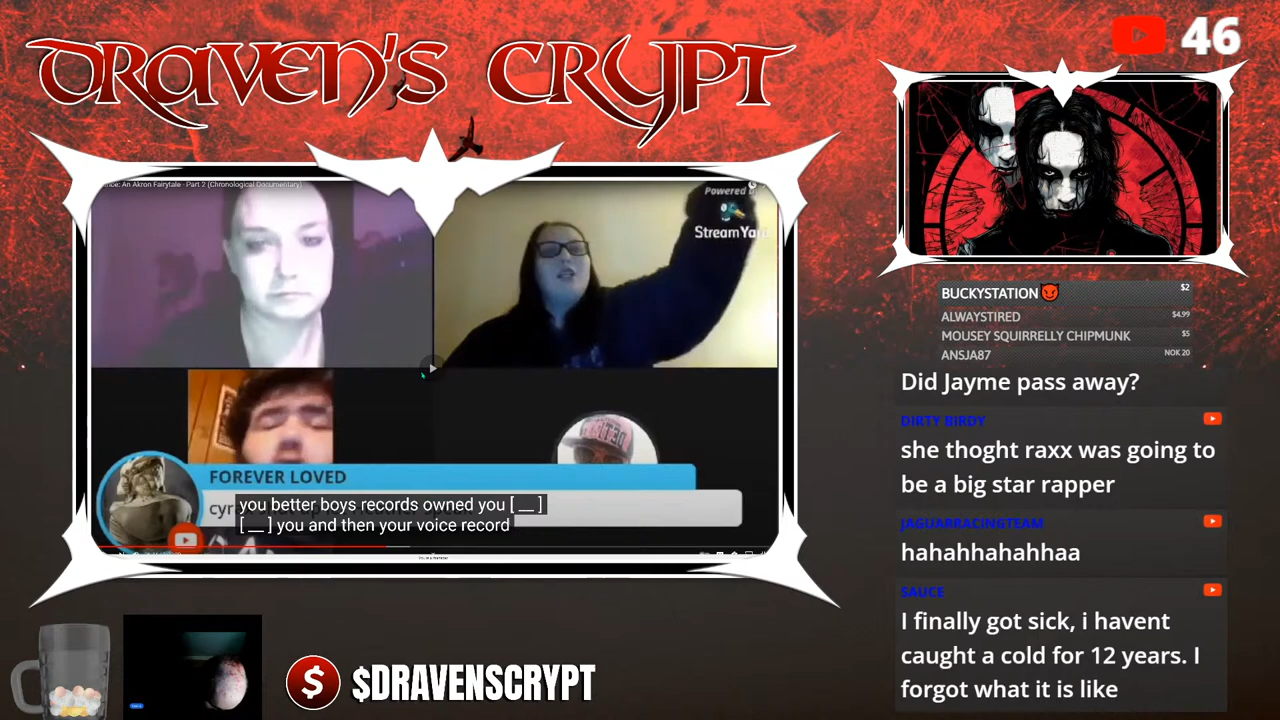 DRAVEN'S CRYPT
46
An Akron Fairytale - Part 2 (Chronological Documentary)
Powered
StreamYard
FOREVER LOVED
you better boys records owned you [ __ ]
[ __ ] you and then your voice record
BUCKYSTATION😈 $2
ALWAYSTIRED $4.99
MOUSEY SQUIRRELLY CHIPMUNK $5
ANSJA87 NOK 20
Did Jayme pass away?
DIRTY BIRDY
she thoght raxx was going to
be a big star rapper
JAGUARRACINGTEAM
hahahhahahhaa
SAUCE
I finally got sick, i havent
caught a cold for 12 years. I
forgot what it is like
$DRAVENSCRYPT